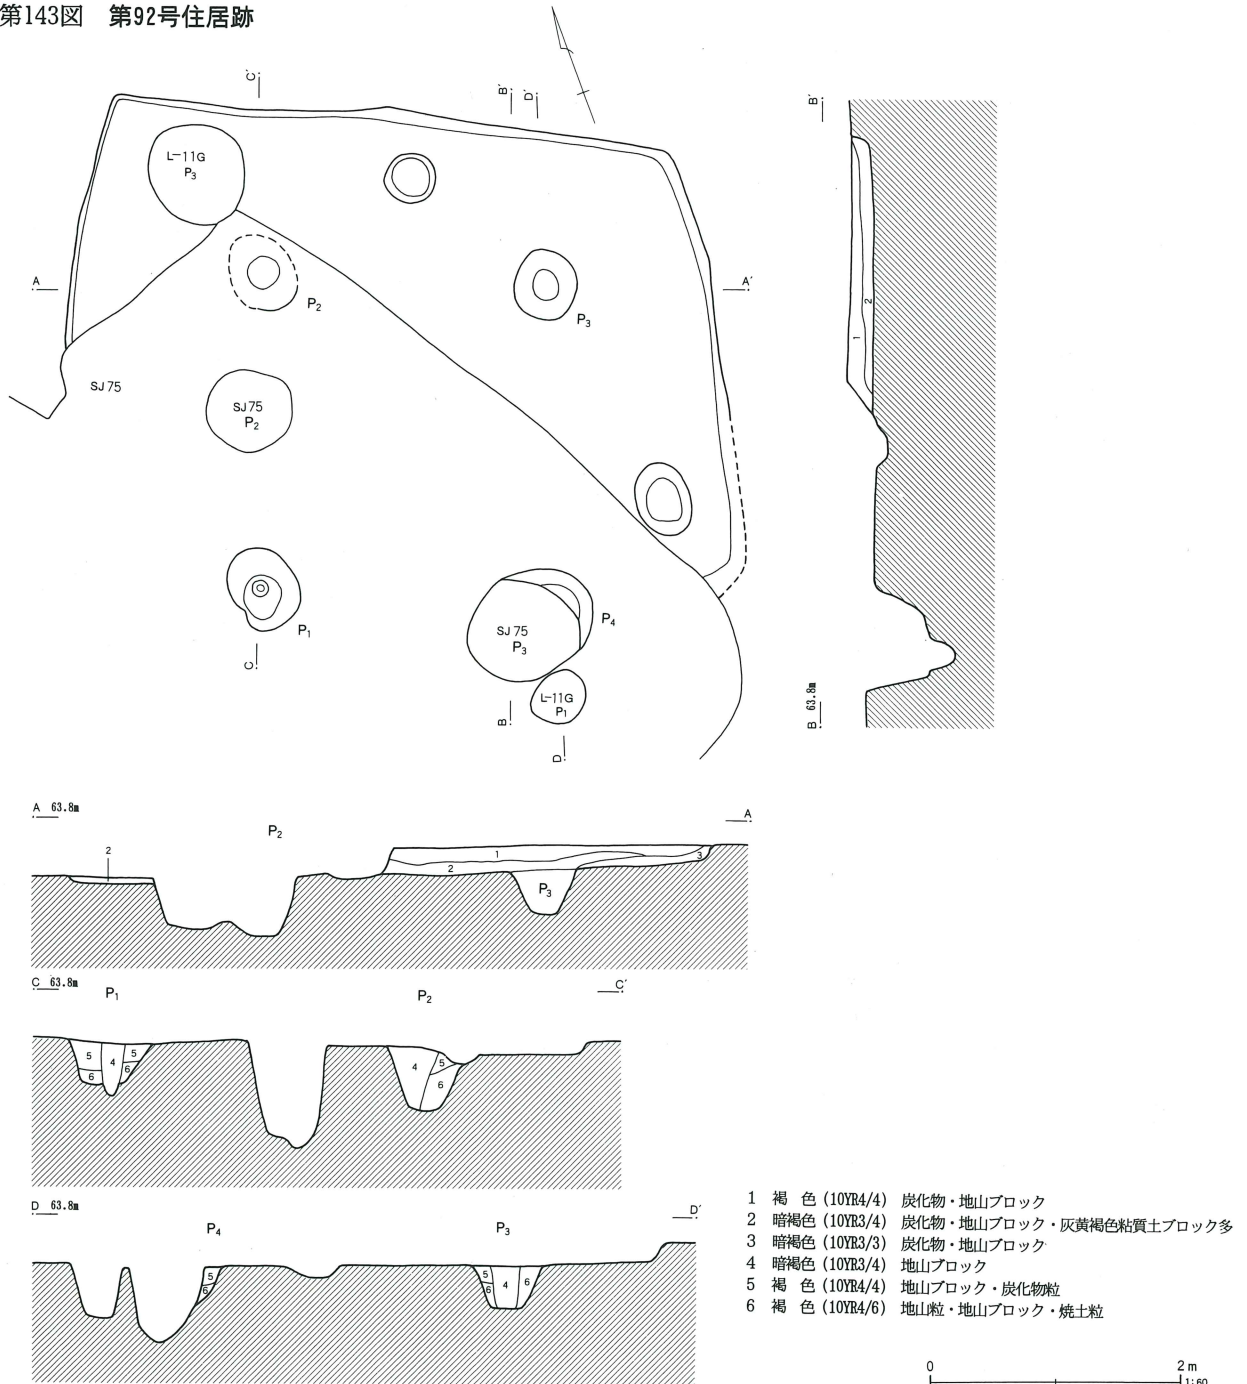 第143図 第92号住居跡
C′
B′
D′
B′
L-11G
P3
A
A′
P2
P3
2
1
SJ75
SJ75
P2
P1
P4
SJ75
P3
C
L-11G
P1
B
D
B 63.8m
A 63.8m
A
P2
2
1
2
3
P3
C 63.8m
C′
P1
P2
5
4
5
6
6
4
5
6
D 63.8m
D′
P4
P3
5
6
5
6
4
6
1 褐 色 (10YR4/4) 炭化物・地山ブロック
2 暗褐色 (10YR3/4) 炭化物・地山ブロック・灰黄褐色粘質土ブロック多
3 暗褐色 (10YR3/3) 炭化物・地山ブロック
4 暗褐色 (10YR3/4) 地山ブロック
5 褐 色 (10YR4/4) 地山ブロック・炭化物粒
6 褐 色 (10YR4/6) 地山粒・地山ブロック・焼土粒
0 2m
1:60